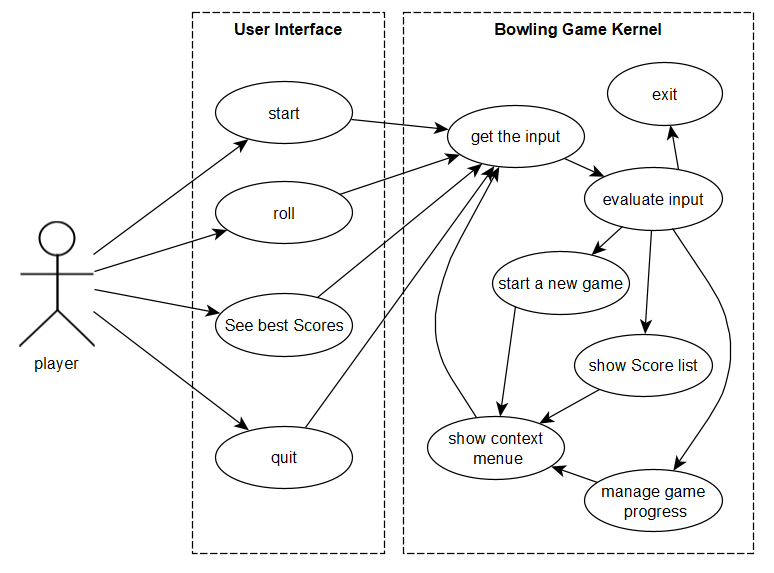 User Interface
Bowling Game Kernel
start
roll
See best Scores
quit
player
get the input
exit
evaluate input
start a new game
show Score list
show context
menue
manage game
progress